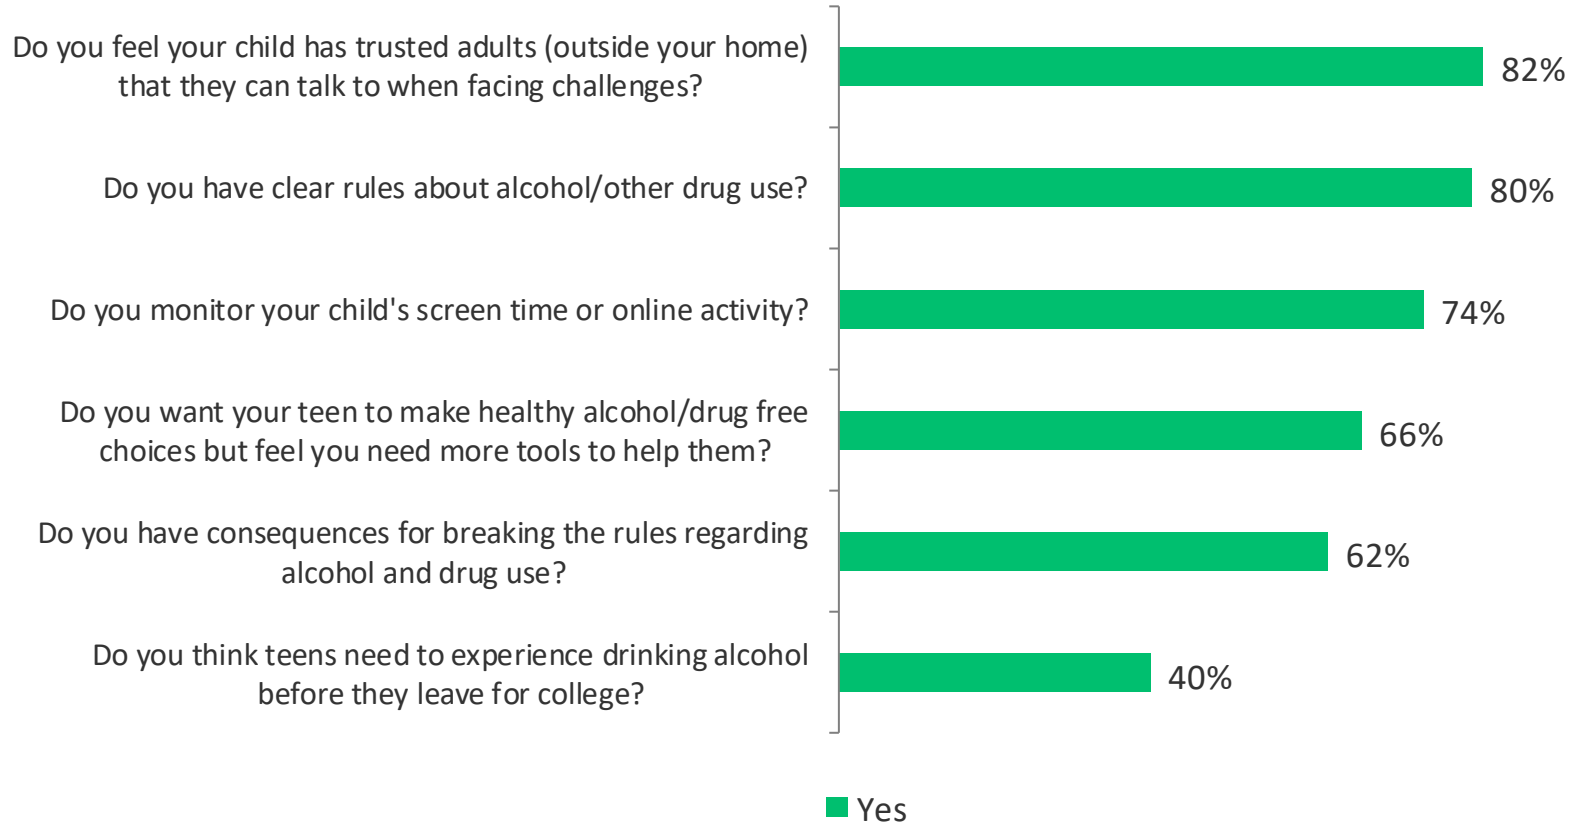 Do you feel your child has trusted adults (outside your home)
that they can talk to when facing challenges?
82%
Do you have clear rules about alcohol/other drug use?
80%
Do you monitor your child's screen time or online activity?
74%
Do you want your teen to make healthy alcohol/drug free
choices but feel you need more tools to help them?
66%
Do you have consequences for breaking the rules regarding
alcohol and drug use?
62%
Do you think teens need to experience drinking alcohol
before they leave for college?
40%
Yes